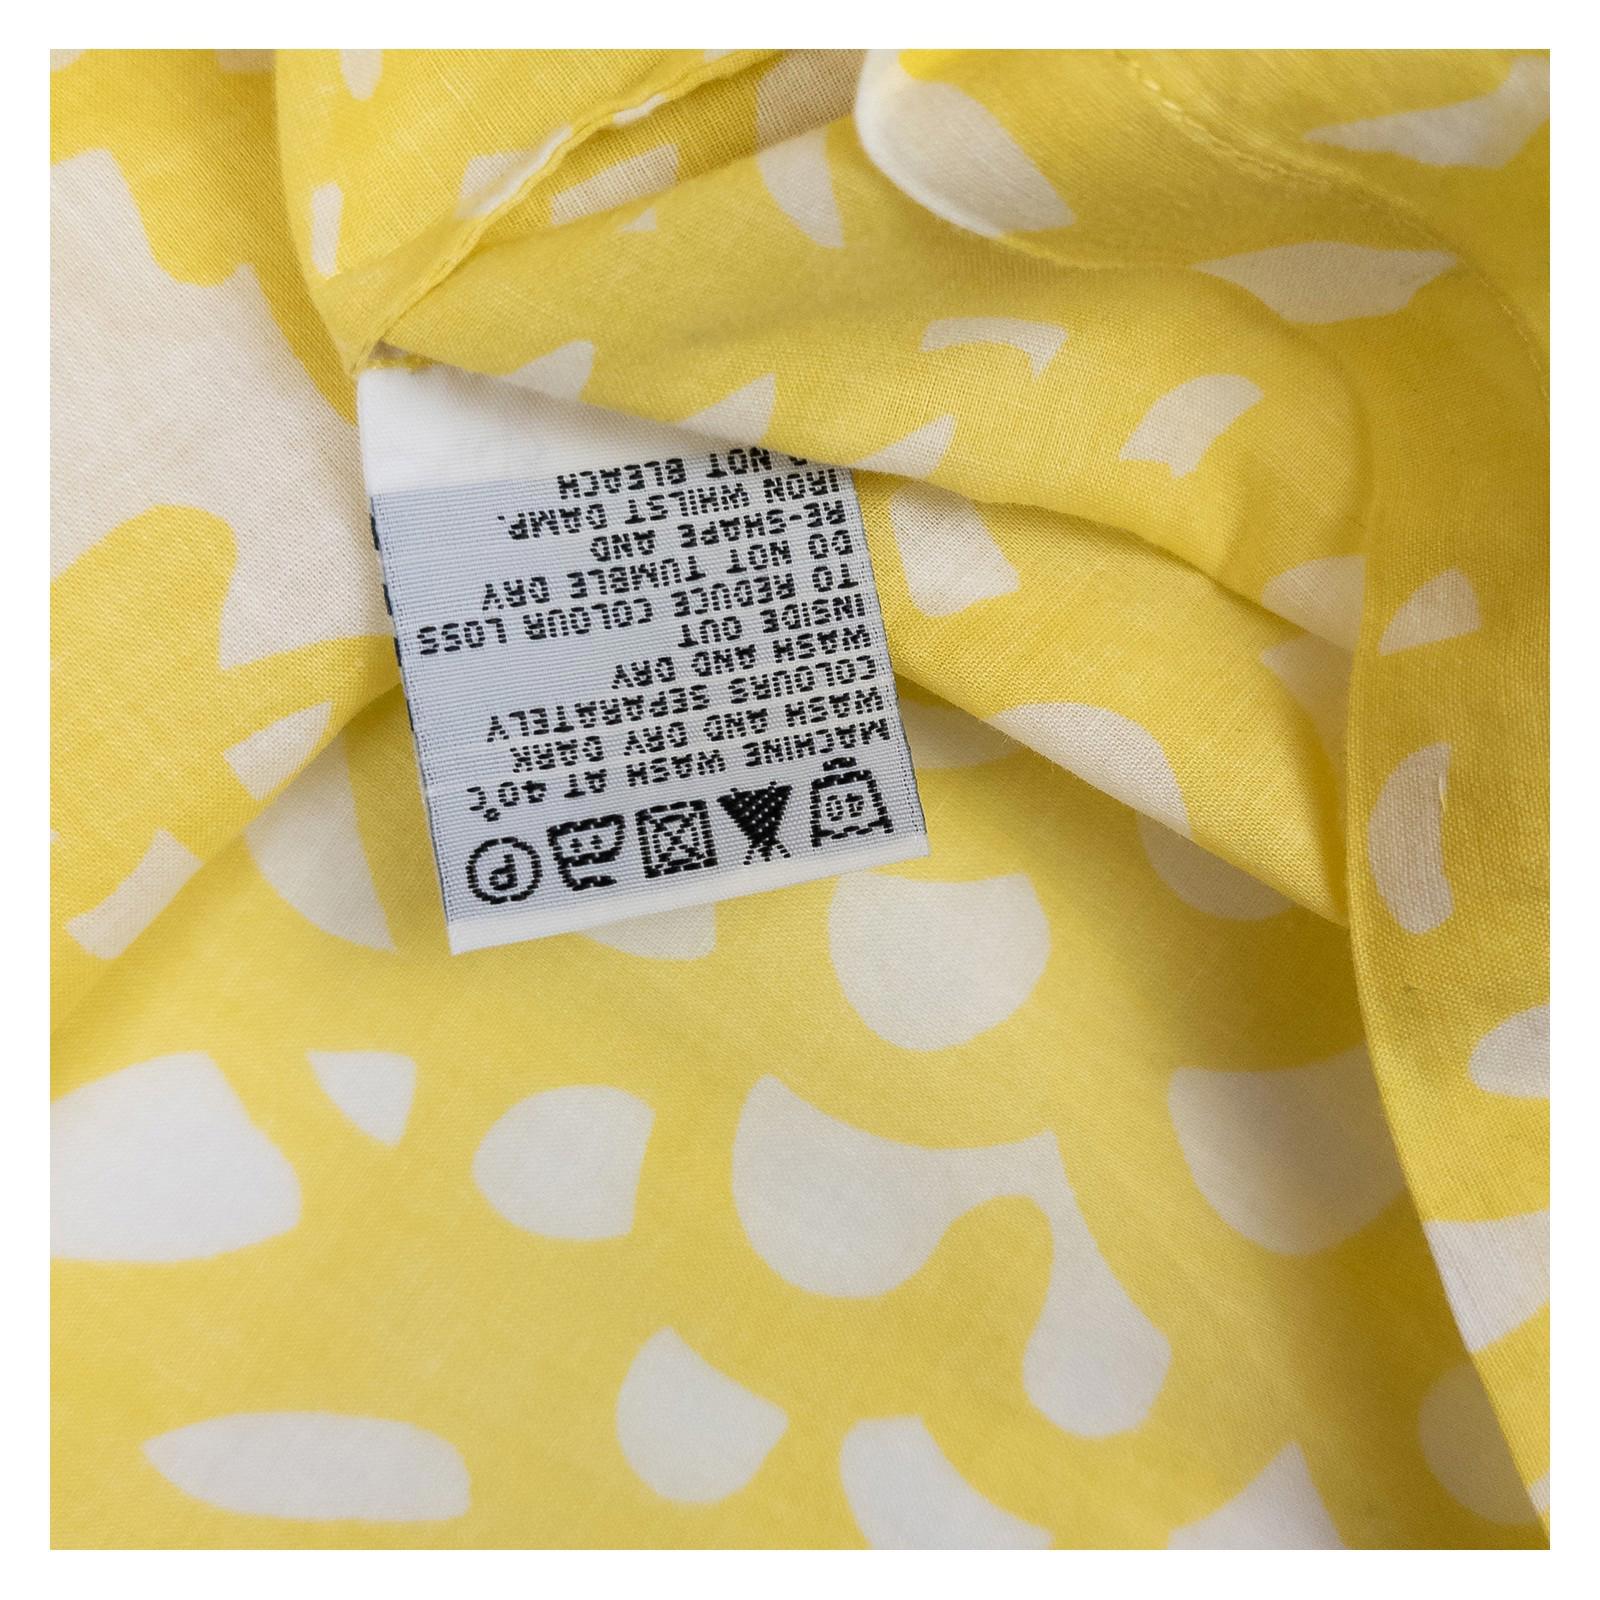 40 P
MACHINE WASH AT 40°C
WASH AND DRY DARK
COLOURS SEPARATELY
WASH AND DRY
INSIDE OUT
TO REDUCE COLOUR LOSS
DO NOT TUMBLE DRY
RE-SHAPE AND
IRON WHILST DAMP.
NOT BLEACH